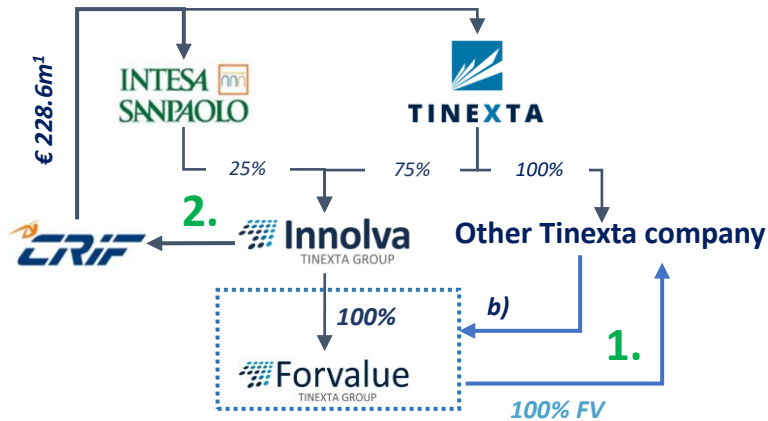 € 228.6m1
INTESA
SANPAOLO
TINEXTA
25%
75%
100%
CRIF
2.
Innolva
TINEXTA GROUP
Other Tinexta company
100%
b)
1.
Forvalue
TINEXTA GROUP
100% FV